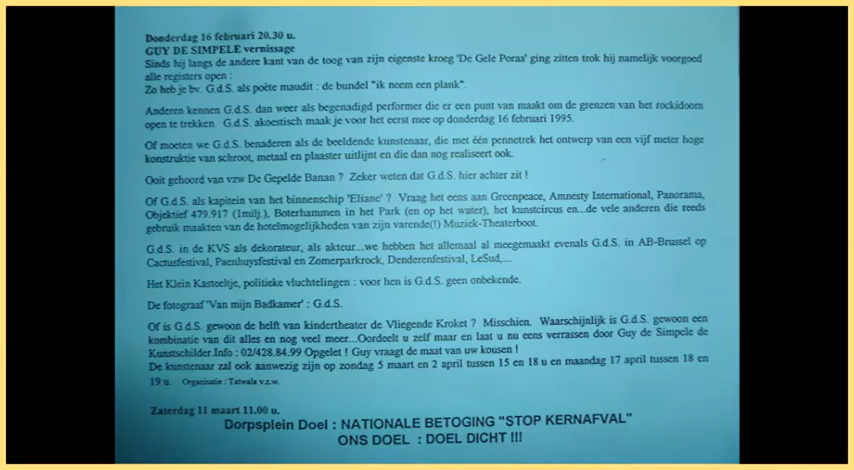 Donderdag 16 februari 20.30 u.
GUY DE SIMPELE vernissage
Sinds hij langs de andere kant van de toog van zijn eigenste kroeg 'De Gele Poras' ging zitten trok hij namelijk voorgoed
alle registers open :
Zo heb je bv. G.d.S. als poète maudit : de bundel "ik neem een plank".
Anderen kennen G.d.S. dan weer als begenadigd performer die er een punt van maakt om de grenzen van het rockidoom
open te trekken. G.d.S. akoestisch maak je voor het eerst mee op donderdag 16 februari 1995.
Of moeten we G.d.S. benaderen als de beeldende kunstenaar, die met één pennetrek het ontwerp van een vijf meter hoge
konstruktie van schroot, metaal en plaaster uitlijnt en die dan nog realiseert ook.
Ooit gehoord van vzw De Gepelde Banan ? Zeker weten dat G.d.S. hier achter zit !
Of G.d.S. als kapitein van het binnenschip 'Eliane' ? Vraag het eens aan Greenpeace, Amnesty International, Panorama,
Objektief 479.917 (1milj.), Boterhammen in het Park (en op het water), het kunstcircus en...de vele anderen die reeds
gebruik maakten van de hotelmogelijkheden van zijn varende(!) Muziek-Theaterboot.
G.d.S. in de KVS als dekorateur, als akteur...we hebben het allemaal al meegemaakt evenals G.d.S. in AB-Brussel op
Cactusfestival, Paenhuysfestival en Zomerparkrock, Denderenfestival, LeSud,...
Het Klein Kasteeltje, politieke vluchtelingen : voor hen is G.d.S. geen onbekende.
De fotograaf 'Van mijn Badkamer' : G.d.S.
Of is G.d.S. gewoon de helft van kindertheater de Vliegende Kroket ? Misschien. Waarschijnlijk is G.d.S. gewoon een
kombinatie van dit alles en nog veel meer...Oordeelt u zelf maar en laat u nu eens verrassen door Guy de Simpele de
Kunstschilder.Info : 02/428.84.99 Opgelet ! Guy vraagt de maat van uw kousen !
De kunstenaar zal ook aanwezig zijn op zondag 5 maart en 2 april tussen 15 en 18 u en maandag 17 april tussen 18 en
19 u. Organisatie : Tatwala v.z.w.
Zaterdag 11 maart 11.00 u.
Dorpsplein Doel : NATIONALE BETOGING "STOP KERNAFVAL"
ONS DOEL : DOEL DICHT !!!